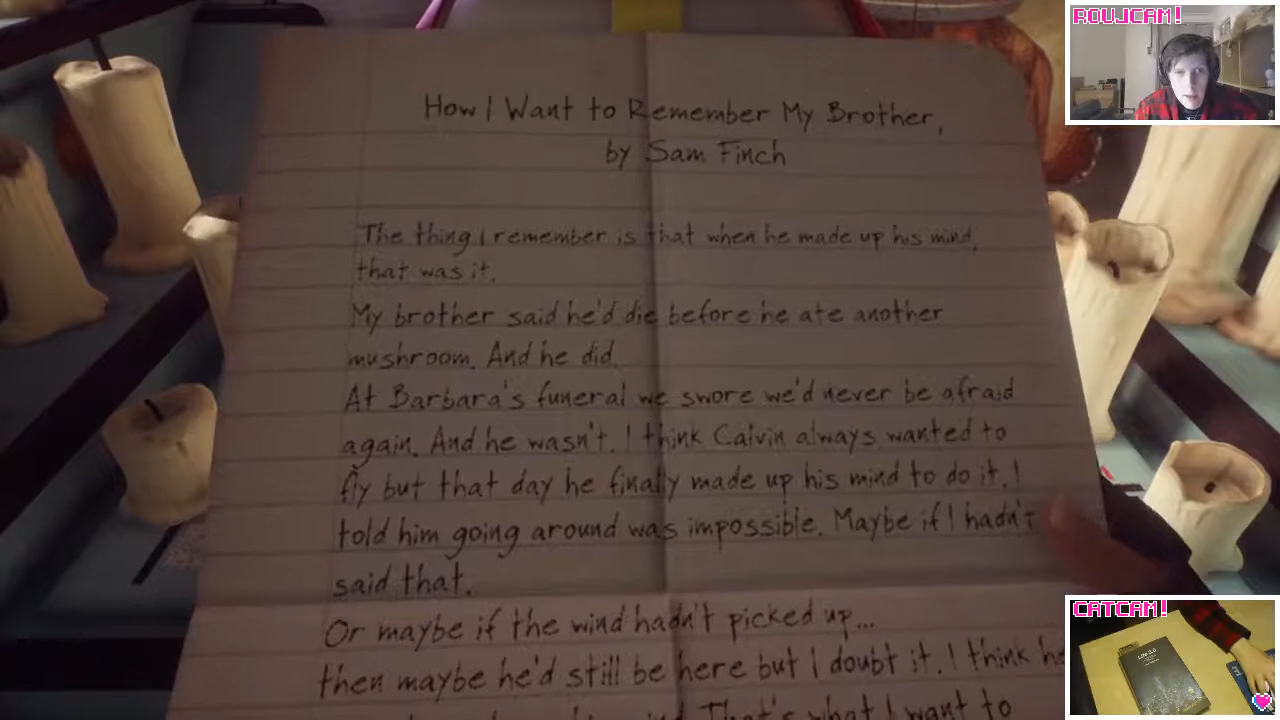 How I Want to Remember My Brother,
by Sam Finch
The thing I remember is that when he made up his mind,
that was it.
My brother said he'd die before he ate another
mushroom. And he did.
At Barbara's funeral we swore we'd never be afraid
again. And he wasn't. I think Calvin always wanted to
fly but that day he finally made up his mind to do it. I
told him going around was impossible. Maybe if I hadn't
said that.
Or maybe if the wind hadn't picked up...
then maybe he'd still be here but I doubt it. I think he
That's what I want to
ROUJCAM!
CATCAM!